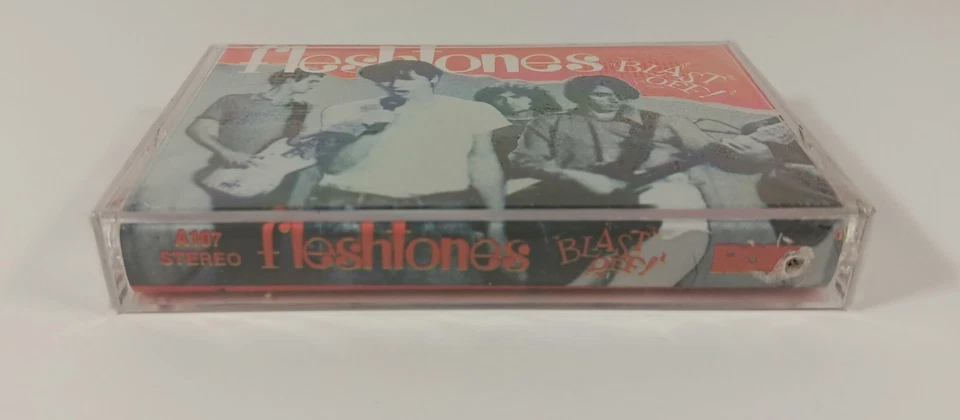 fleshtones "BLAST
OFF!"
A107
STEREO
fleshtones
"BLAST
OFF!"